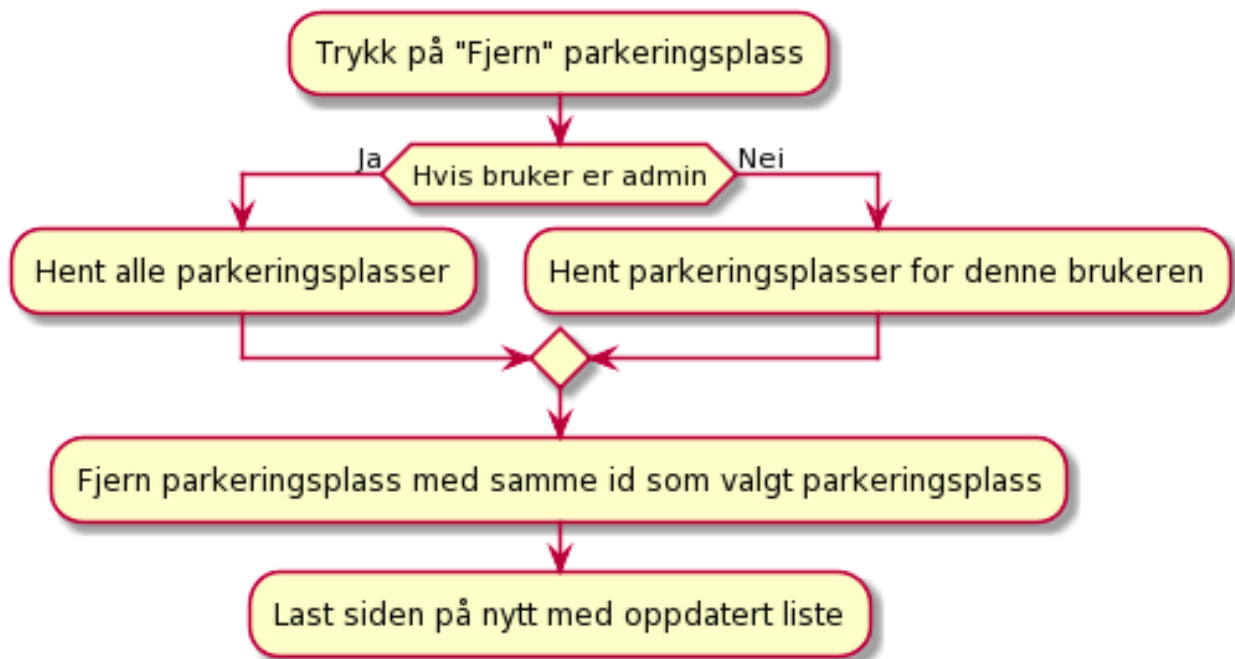 Trykk på "Fjern" parkeringsplass
Ja
Hvis bruker er admin
Nei
Hent alle parkeringsplasser
Hent parkeringsplasser for denne brukeren
Fjern parkeringsplass med samme id som valgt parkeringsplass
Last siden på nytt med oppdatert liste